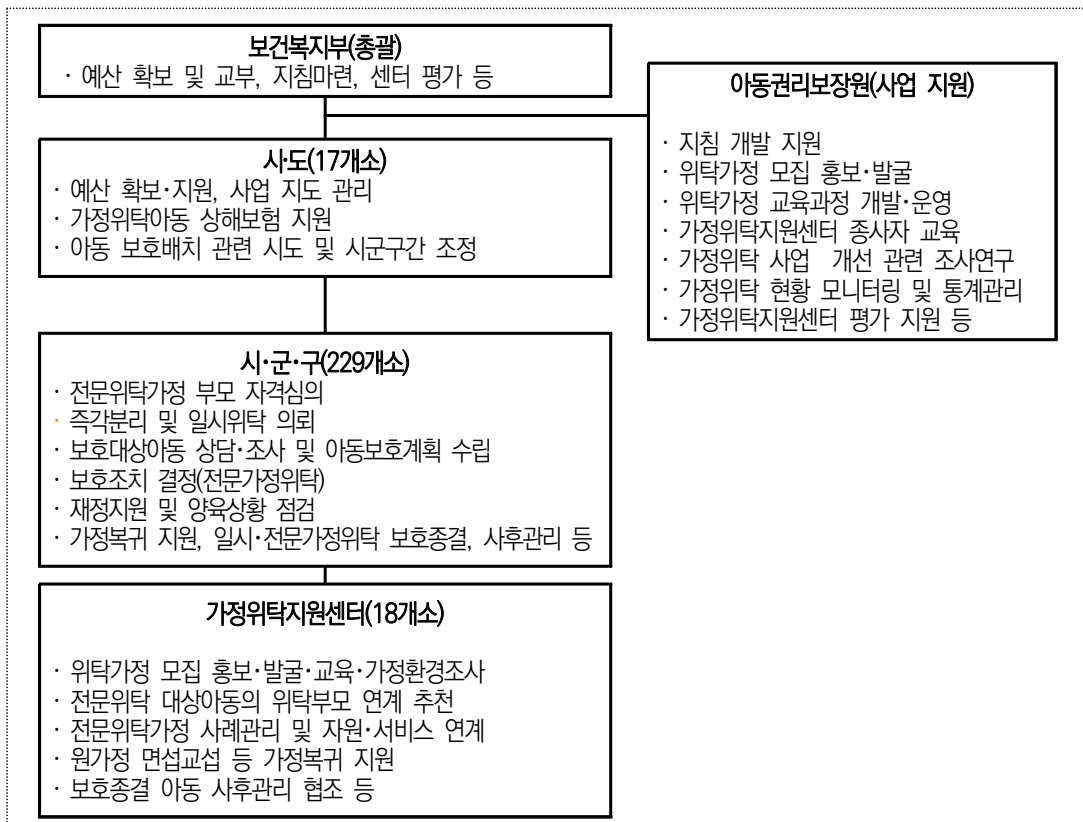 보건복지부(총괄)
· 예산 확보 및 교부, 지침마련, 센터 평가 등
아동권리보장원(사업 지원)
· 지침 개발 지원
· 위탁가정 모집 홍보·발굴
· 위탁가정 교육과정 개발·운영
· 가정위탁지원센터 종사자 교육
· 가정위탁 사업 개선 관련 조사연구
· 가정위탁 현황 모니터링 및 통계관리
· 가정위탁지원센터 평가 지원 등
시·도(17개소)
· 예산 확보·지원, 사업 지도 관리
· 가정위탁아동 상해보험 지원
· 아동 보호배치 관련 시도 및 시군구간 조정
시·군·구(229개소)
· 전문위탁가정 부모 자격심의
· 즉각분리 및 일시위탁 의뢰
· 보호대상아동 상담·조사 및 아동보호계획 수립
· 보호조치 결정(전문가정위탁)
· 재정지원 및 양육상황 점검
· 가정복귀 지원, 일시·전문가정위탁 보호종결, 사후관리 등
가정위탁지원센터(18개소)
· 위탁가정 모집 홍보·발굴·교육·가정환경조사
· 전문위탁 대상아동의 위탁부모 연계 추천
· 전문위탁가정 사례관리 및 자원·서비스 연계
· 원가정 면섭교섭 등 가정복귀 지원
· 보호종결 아동 사후관리 협조 등